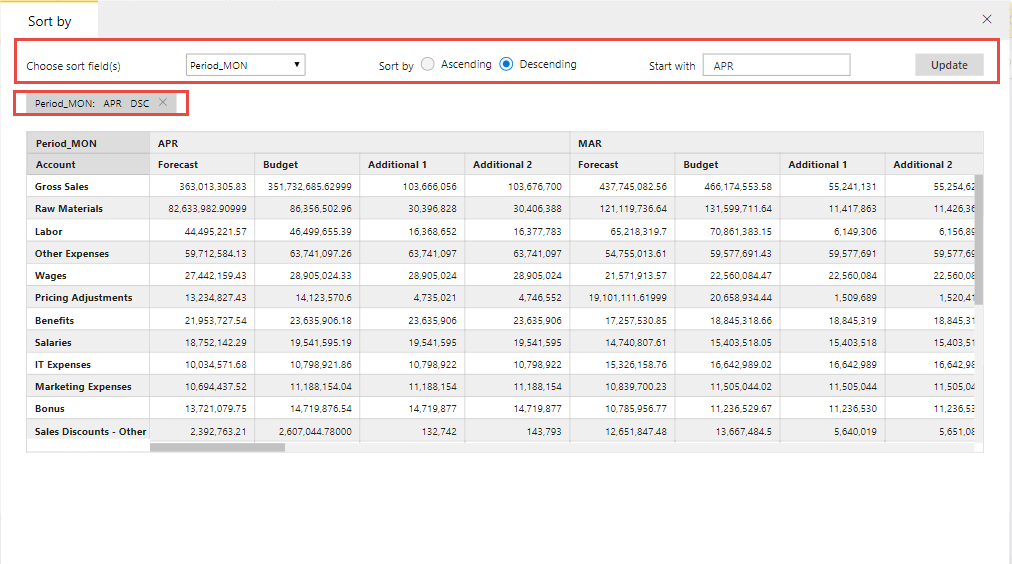 Sort by
Choose sort field(s) Period_MON Sort by Ascending Descending Start with APR Update
Period_MON: APR DSC
Period_MON APR MAR
Account Forecast Budget Additional 1 Additional 2 Forecast Budget Additional 1 Additional 2
Gross Sales 363,013,305.83 351,732,685.62999 103,666,056 103,676,700 437,745,082.56 466,174,553.58 55,241,131 55,254,62
Raw Materials 82,633,982.90999 86,356,502.96 30,396,828 30,406,388 121,119,736.64 131,599,711.64 11,417,863 11,426,36
Labor 44,495,221.57 46,499,655.39 16,368,652 16,377,783 65,218,319.7 70,861,383.15 6,149,306 6,156,89
Other Expenses 59,712,584.13 63,741,097.26 63,741,097 63,741,097 54,755,013.61 59,577,691.43 59,577,691 59,577,69
Wages 27,442,159.43 28,905,024.33 28,905,024 28,905,024 21,571,913.57 22,560,084.47 22,560,084 22,560,08
Pricing Adjustments 13,234,827.43 14,123,570.6 4,735,021 4,746,552 19,101,111.61999 20,658,934.44 1,509,689 1,520,41
Benefits 21,953,727.54 23,635,906.18 23,635,906 23,635,906 17,257,530.85 18,845,318.66 18,845,319 18,845,31
Salaries 18,752,142.29 19,541,595.19 19,541,595 19,541,595 14,740,807.61 15,403,518.05 15,403,518 15,403,51
IT Expenses 10,034,571.68 10,798,921.86 10,798,922 10,798,922 15,326,158.76 16,642,989.02 16,642,989 16,642,98
Marketing Expenses 10,694,437.52 11,188,154.04 11,188,154 11,188,154 10,839,700.23 11,505,044.02 11,505,044 11,505,04
Bonus 13,721,079.75 14,719,876.54 14,719,877 14,719,877 10,785,956.77 11,236,529.67 11,236,530 11,236,53
Sales Discounts - Other 2,392,763.21 2,607,044.78000 132,742 143,793 12,651,847.48 13,667,484.5 5,640,019 5,651,08